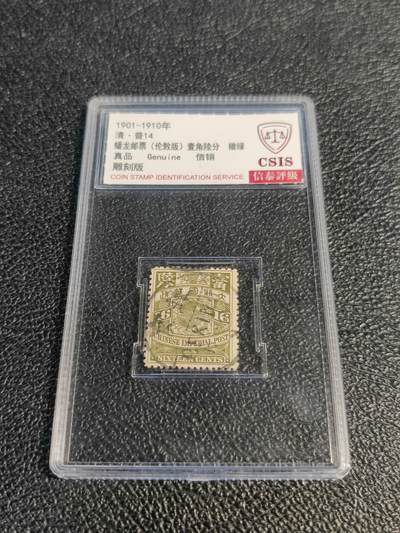 1901-1910年
清·普14
蟠龙邮票（伦敦版）壹角陆分 橄绿
真品 Genuine 信销
雕刻版
COIN STAMP IDENTIFICATION SERVICE
CSIS
信泰評級
CHINESE IMPERIAL POST
SIXTEEN CENTS